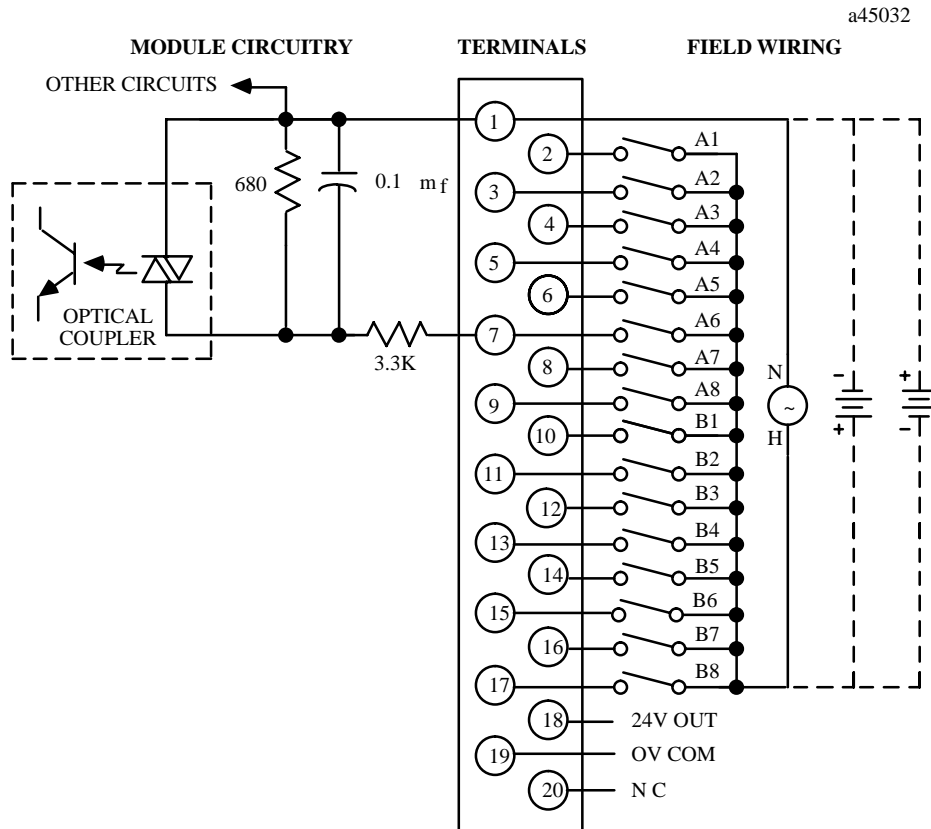 a45032
MODULE CIRCUITRY
TERMINALS
FIELD WIRING
OTHER CIRCUITS
680
0.1 mf
OPTICAL
COUPLER
3.3K
1
2
A1
3
A2
4
A3
5
A4
6
A5
7
A6
8
A7
9
A8
10
B1
11
B2
12
B3
13
B4
14
B5
15
B6
16
B7
17
B8
18
24V OUT
19
OV COM
20
N C
N
~
H
-
+
+
-